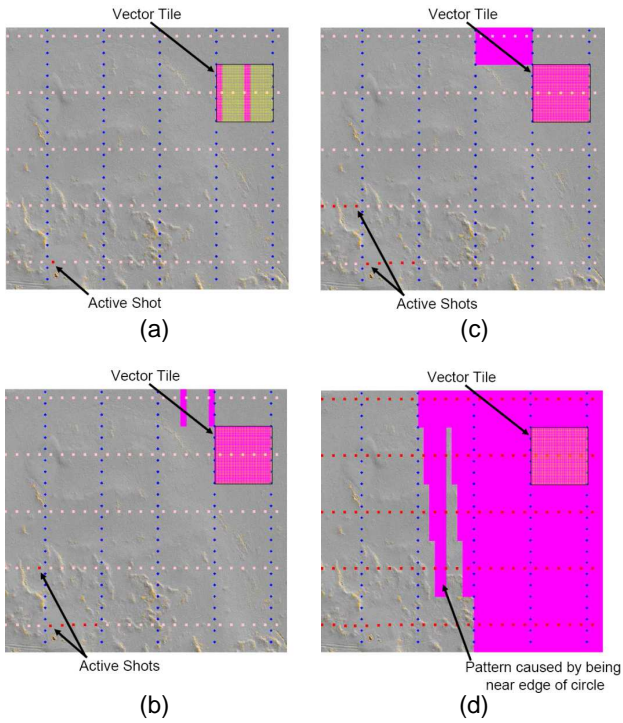 Vector Tile
Active Shot
(a)
Vector Tile
Active Shots
(c)
Vector Tile
Active Shots
(b)
Vector Tile
Pattern caused by being
near edge of circle
(d)